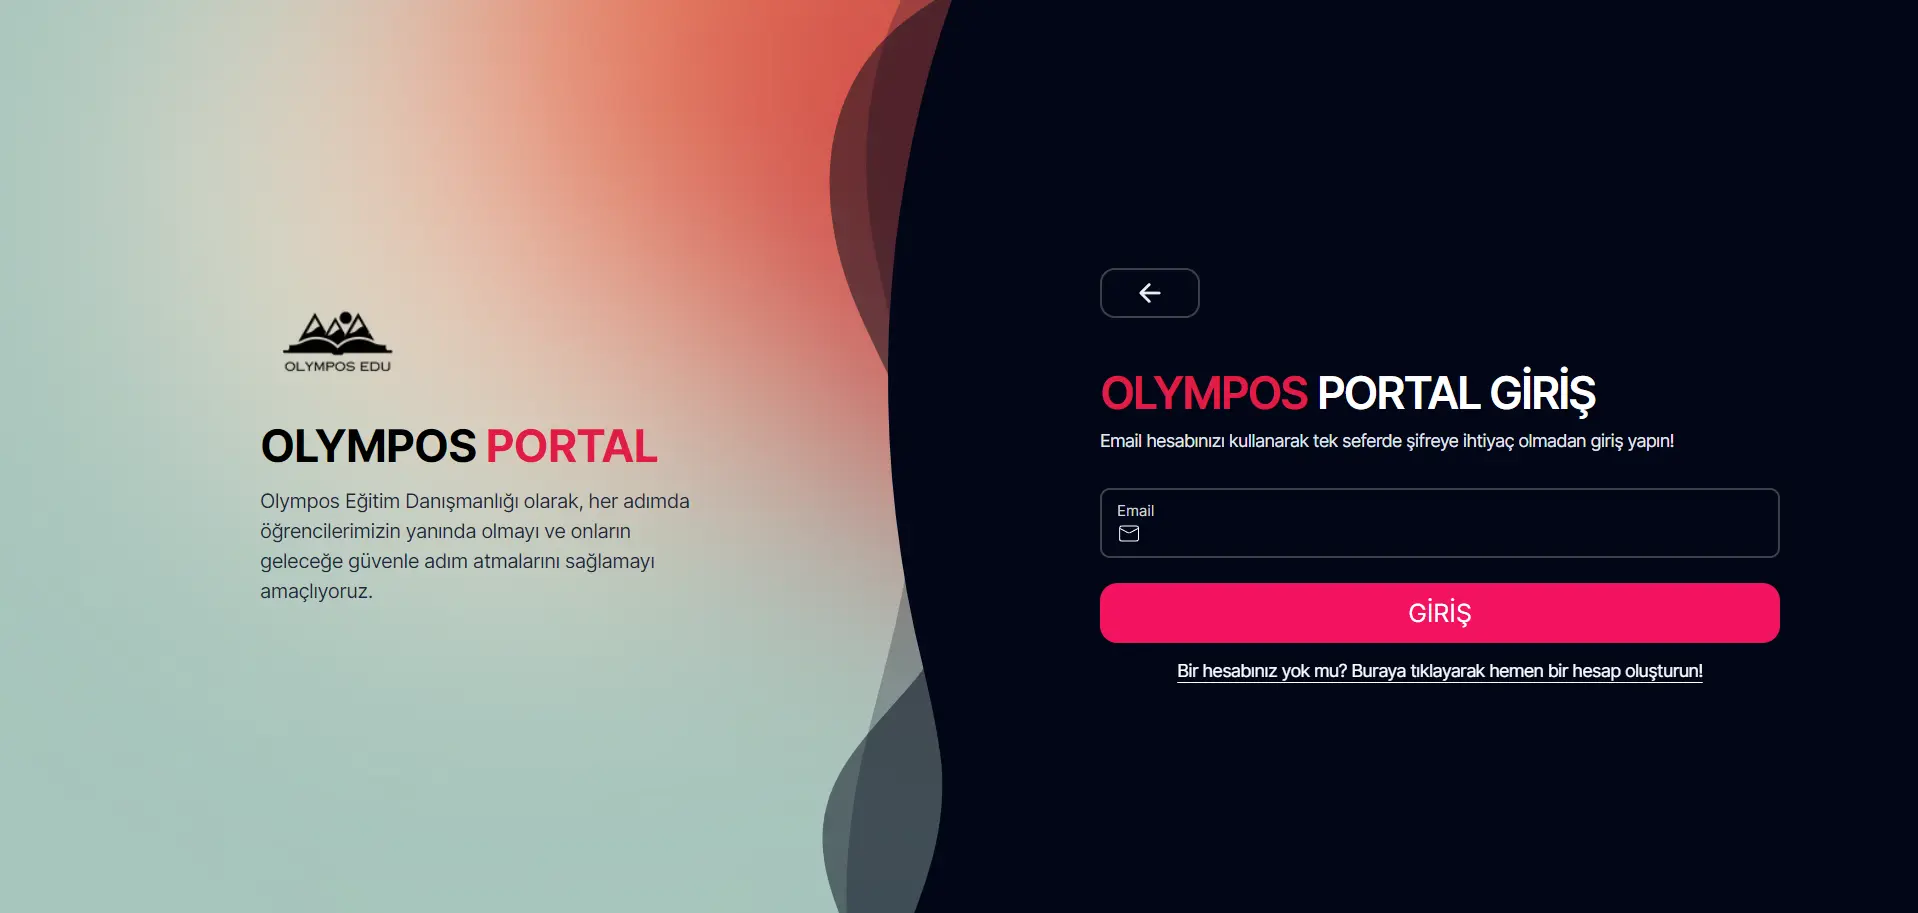 OLYMPOS EDU
OLYMPOS PORTAL
Olympos Eğitim Danışmanlığı olarak, her adımda
öğrencilerimizin yanında olmayı ve onların
geleceğe güvenle adım atmalarını sağlamayı
amaçlıyoruz.
OLYMPOS PORTAL GİRİŞ
Email hesabınızı kullanarak tek seferde şifreye ihtiyaç olmadan giriş yapın!
Email
GİRİŞ
Bir hesabınız yok mu? Buraya tıklayarak hemen bir hesap oluşturun!